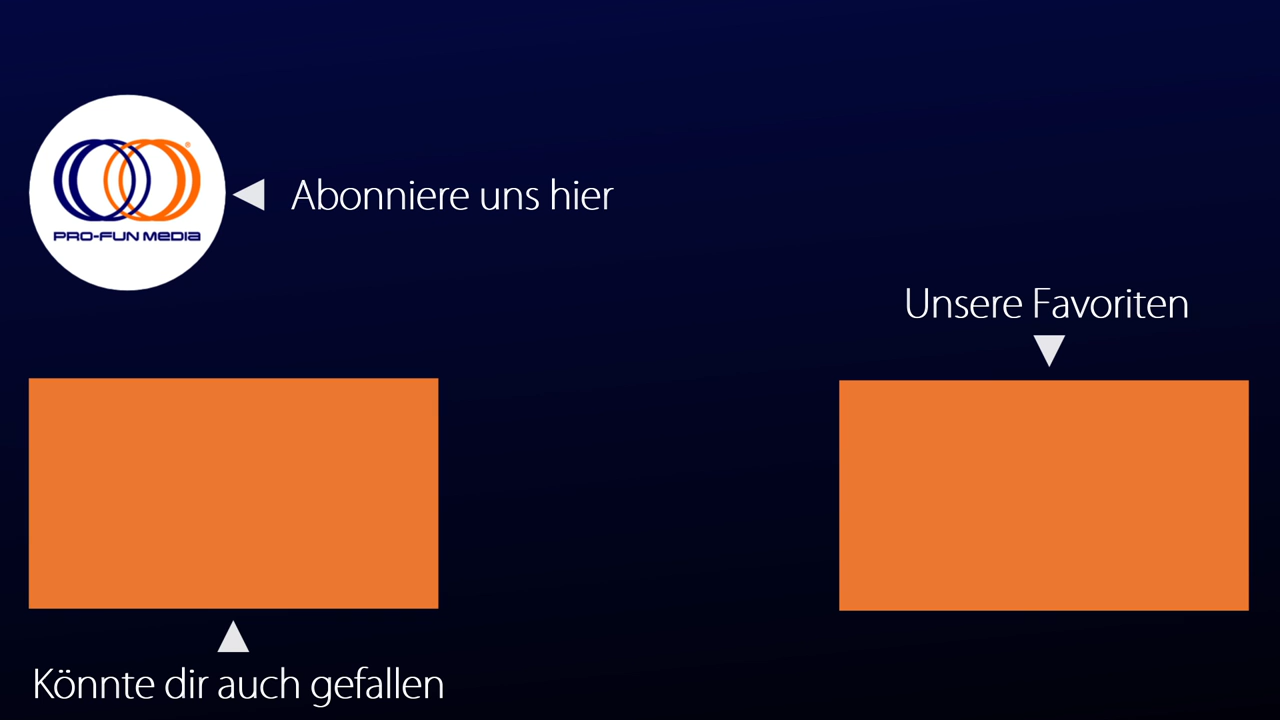 PRO-FUN MEDIA
Abonniere uns hier
Unsere Favoriten
Könnte dir auch gefallen